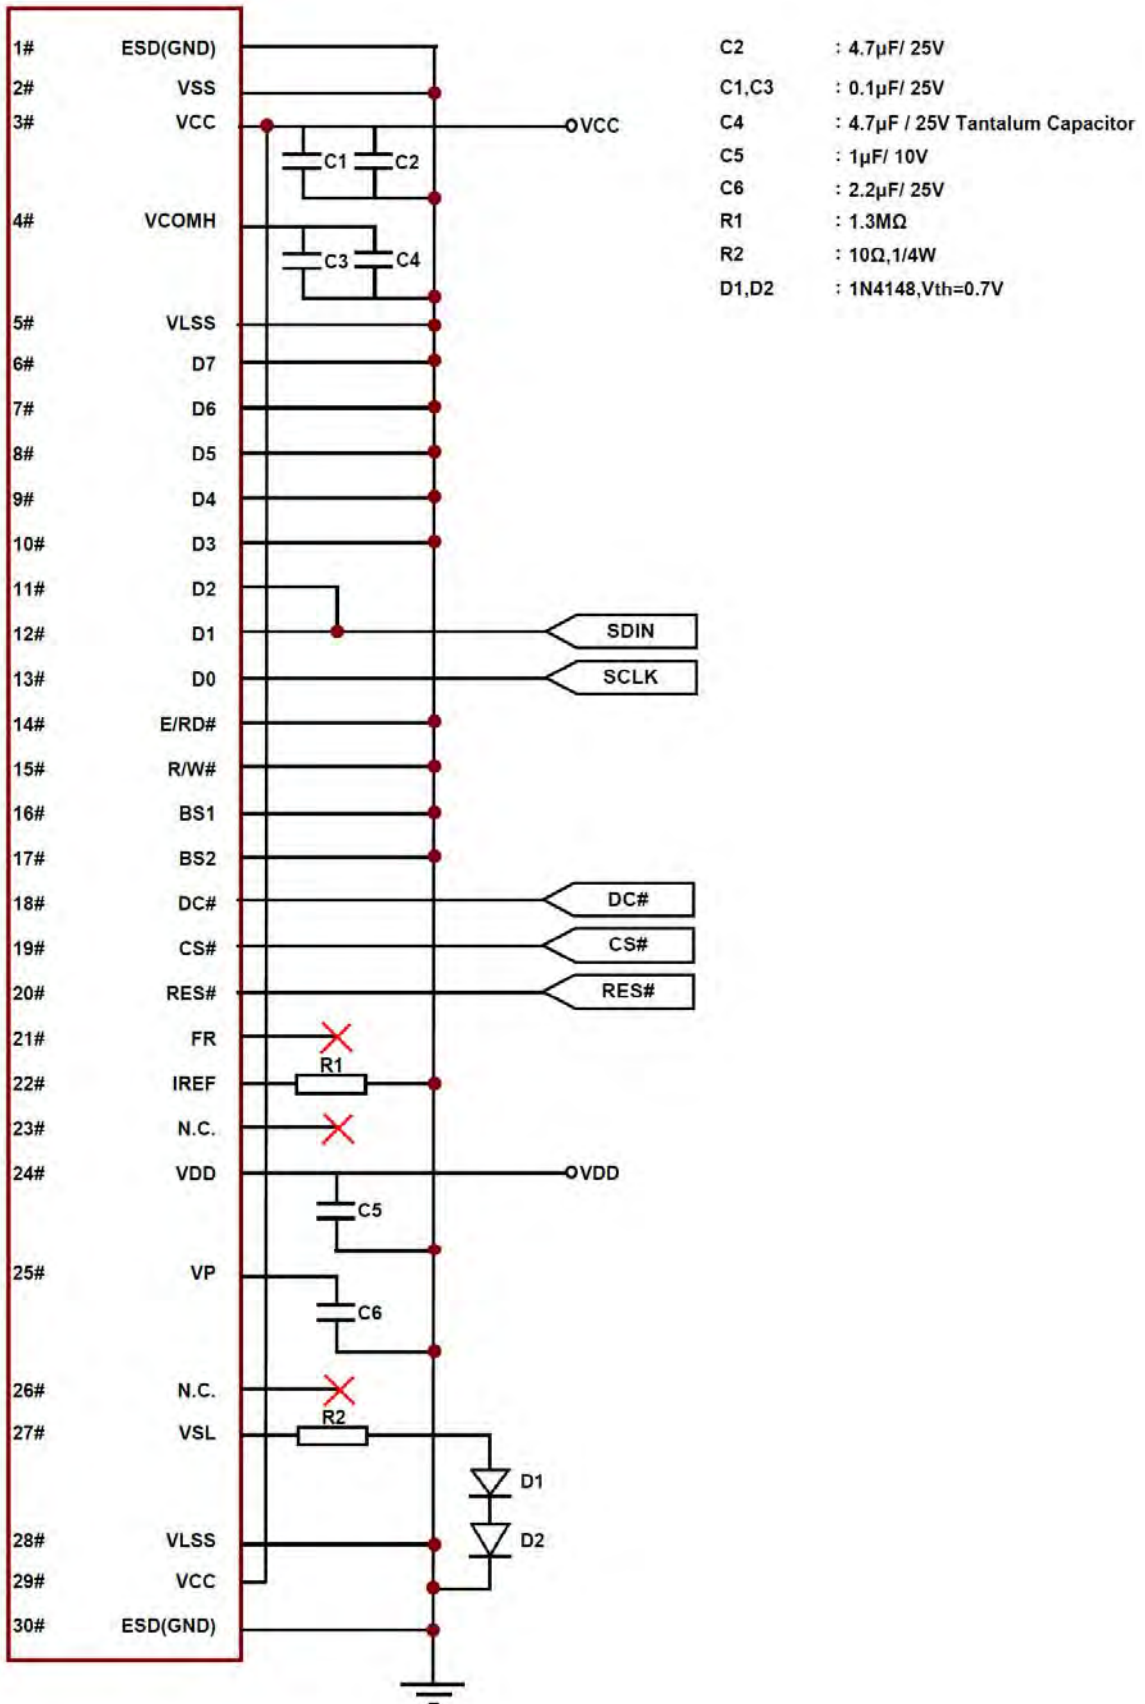 1# ESD(GND)
2# VSS
3# VCC VCC
C1 C2
4# VCOMH
C3 C4
5# VLSS
6# D7
7# D6
8# D5
9# D4
10# D3
11# D2
12# D1 SDIN
13# D0 SCLK
14# E/RD#
15# R/W#
16# BS1
17# BS2
18# DC# DC#
19# CS# CS#
20# RES# RES#
21# FR
R1
22# IREF
23# N.C.
24# VDD VDD
C5
25# VP
C6
26# N.C.
R2
27# VSL
D1
28# VLSS D2
29# VCC
30# ESD(GND)
C2 : 4.7µF/ 25V
C1,C3 : 0.1µF/ 25V
C4 : 4.7µF / 25V Tantalum Capacitor
C5 : 1µF/ 10V
C6 : 2.2µF/ 25V
R1 : 1.3MΩ
R2 : 10Ω,1/4W
D1,D2 : 1N4148,Vth=0.7V